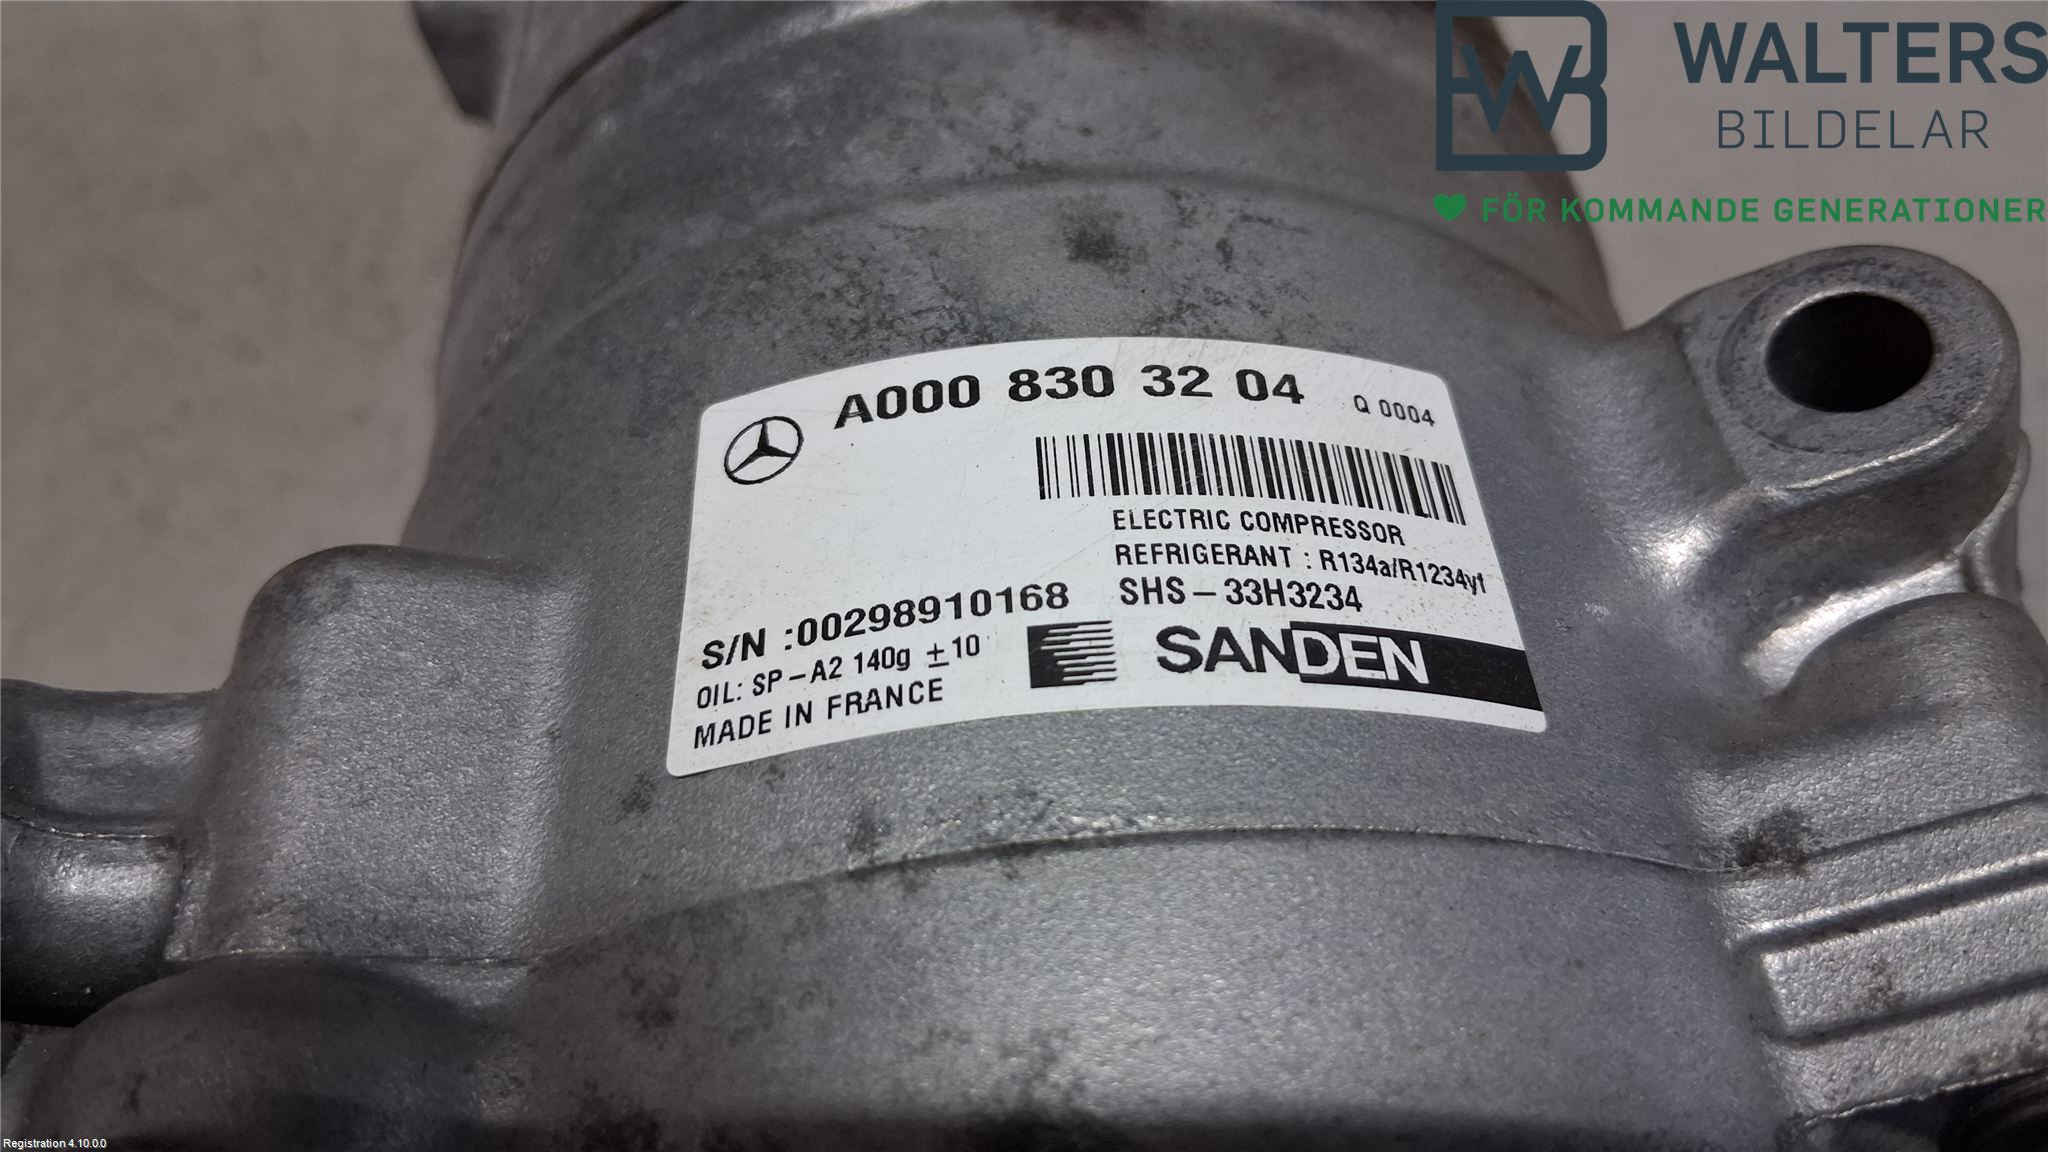 WALTERS
BILDELAR
FÖR KOMMANDE GENERATIONER
A000 830 32 04 Q 0004
ELECTRIC COMPRESSOR
REFRIGERANT : R134a/R1234yf
S/N :00298910168 SHS-33H3234
OIL: SP-A2 140g ±10
SANDEN
MADE IN FRANCE
Registration 4.10.0.0